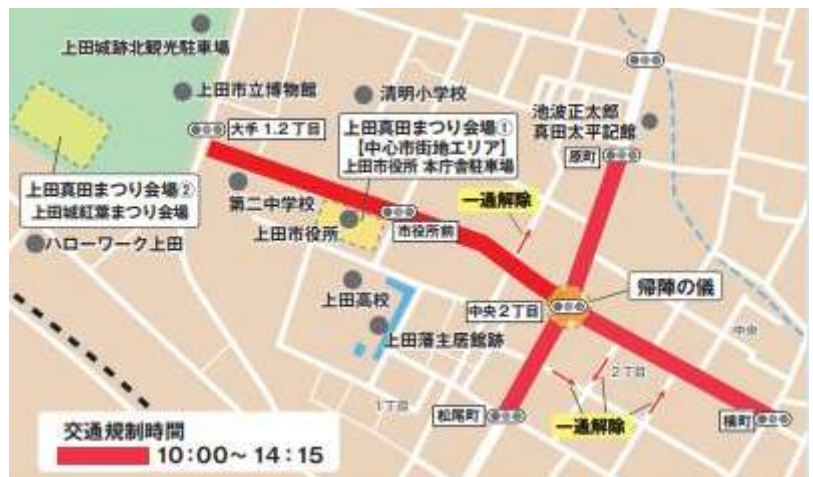 上田城跡北観光駐車場
上田市立博物館
清明小学校
池波正太郎
真田太平記館
大手 1.2丁目
上田真田まつり会場①
[中心市街地エリア]
上田市役所 本庁舎駐車場
原町
上田真田まつり会場②
上田城紅葉まつり会場
第二中学校
一通解除
ハローワーク上田
上田市役所
市役所前
上田高校
帰陣の儀
中央2丁目
上田藩主居館跡
中央
2丁目
1丁目
松尾町
一通解除
横町
交通規制時間
10:00〜14:15